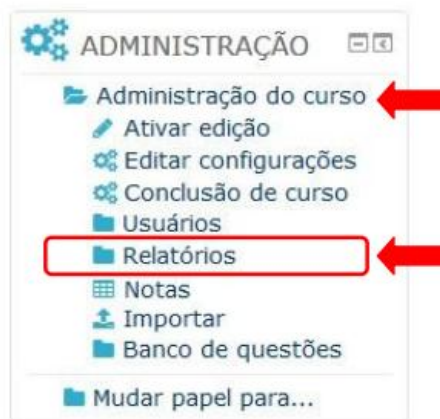 ADMINISTRAÇÃO
Administração do curso
Ativar edição
Editar configurações
Conclusão de curso
Usuários
Relatórios
Notas
Importar
Banco de questões
Mudar papel para...